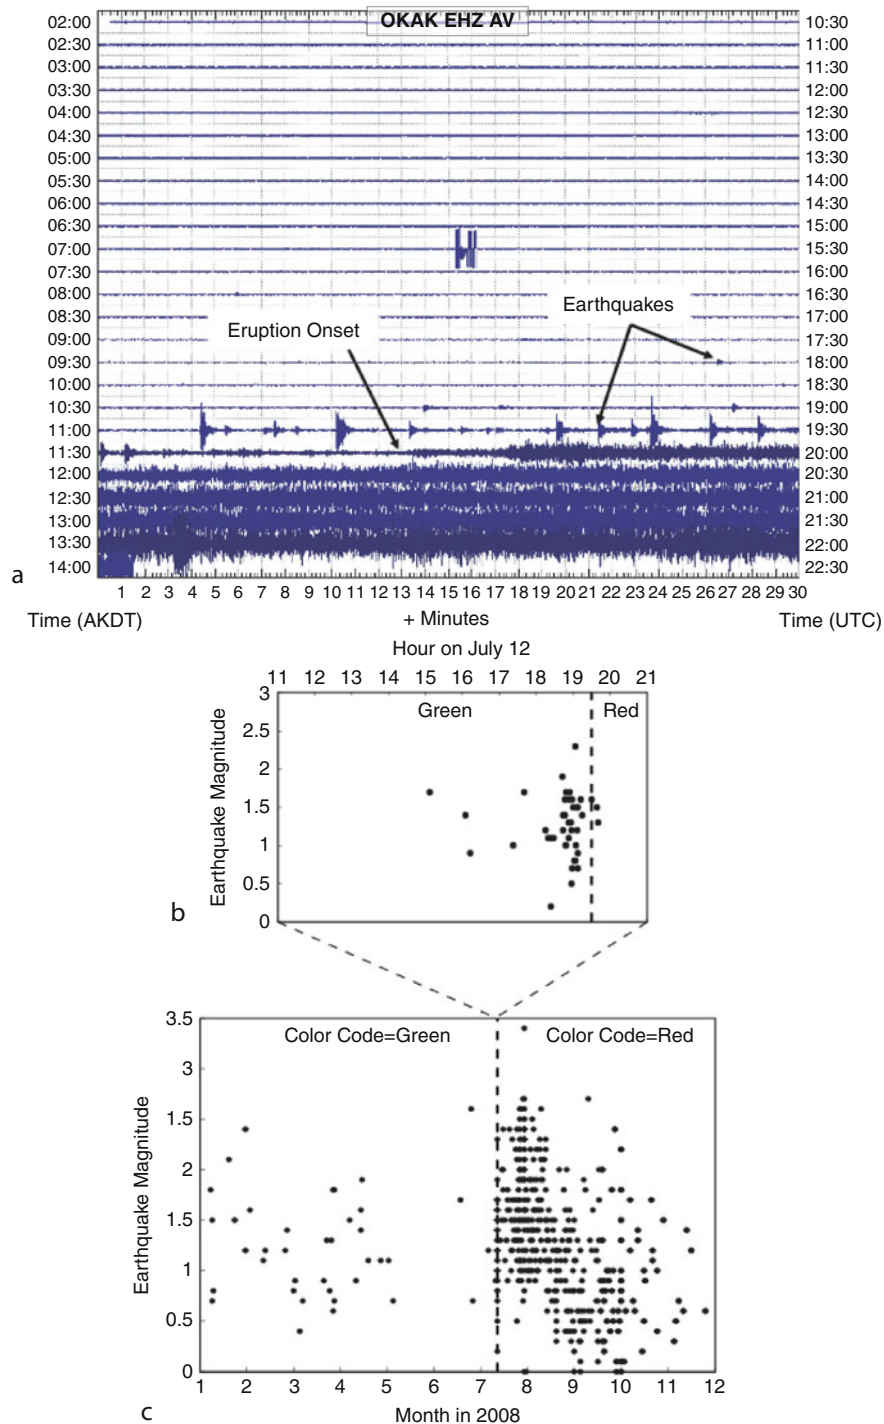 OKAK EHZ AV
02:00 10:30
02:30 11:00
03:00 11:30
03:30 12:00
04:00 12:30
04:30 13:00
05:00 13:30
05:30 14:00
06:00 14:30
06:30 15:00
07:00 15:30
07:30 16:00
08:00 16:30
Earthquakes
08:30 17:00
Eruption Onset
09:00 17:30
09:30 18:00
10:00 18:30
10:30 19:00
11:00 19:30
11:30 20:00
12:00 20:30
12:30 21:00
13:00 21:30
13:30 22:00
14:00 22:30
a
1 2 3 4 5 6 7 8 9 10 11 12 13 14 15 16 17 18 19 20 21 22 23 24 25 26 27 28 29 30
Time (AKDT) + Minutes Time (UTC)
Hour on July 12
11 12 13 14 15 16 17 18 19 20 21
Earthquake Magnitude
3
Green Red
2.5
2
1.5
1
0.5
0
b
Earthquake Magnitude
3.5
Color Code=Green Color Code=Red
3
1.5
2
1.5
1
0.5
0
1 2 3 4 5 6 7 8 9 10 11 12
c
Month in 2008